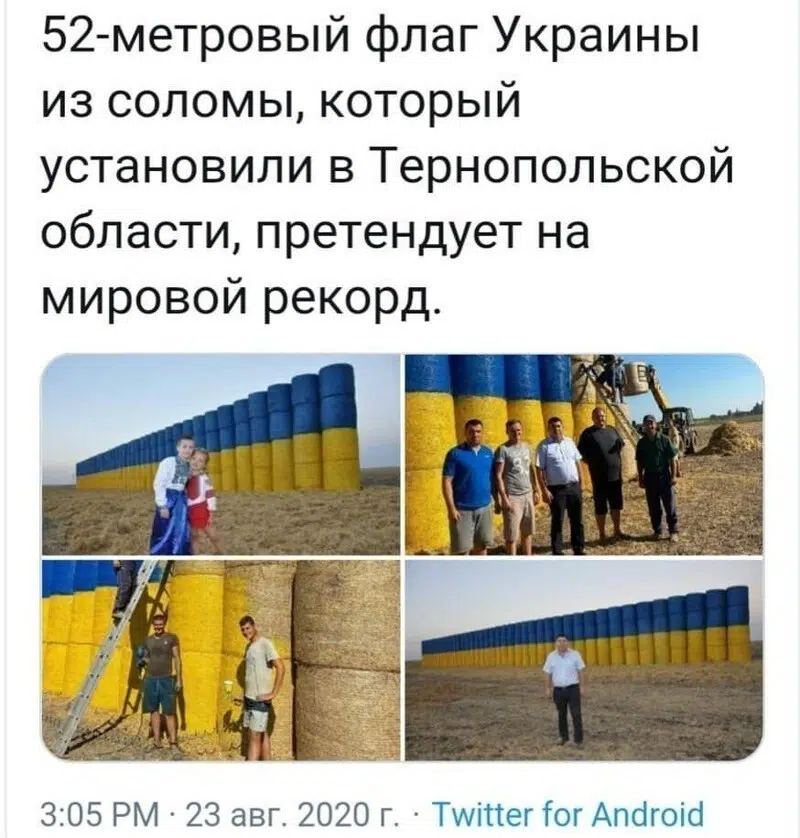 52-метровый флаг Украины
из соломы, который
установили в Тернопольской
области, претендует на
мировой рекорд.
3:05 PM · 23 авг. 2020 г. · Twitter for Android